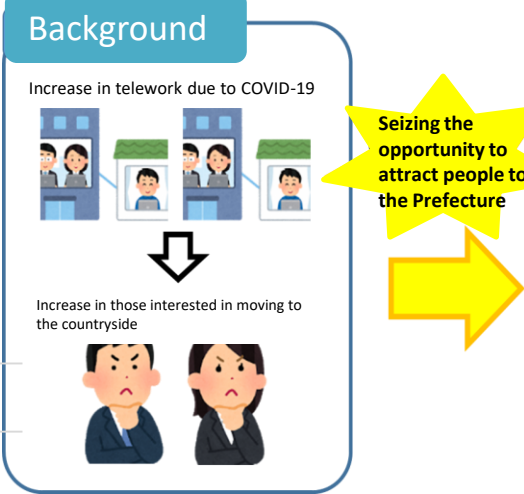 Background
Increase in telework due to COVID-19
Increase in those interested in moving to
the countryside
Seizing the
opportunity to
attract people to
the Prefecture